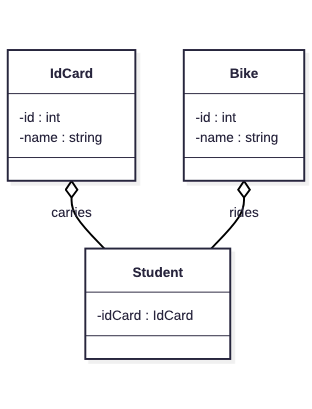 IdCard
-id : int
-name : string
Bike
-id : int
-name : string
carries
rides
Student
-idCard : IdCard